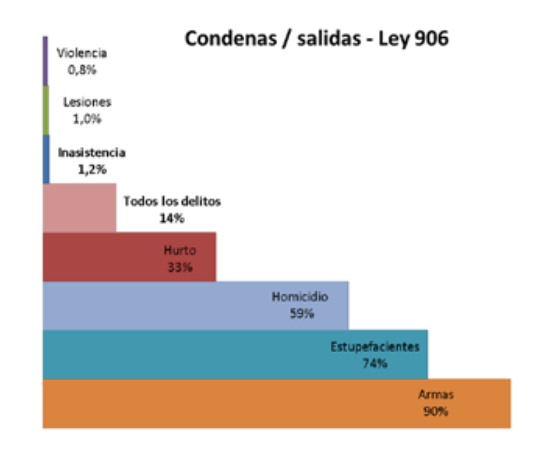 Condenas / salidas - Ley 906
Violencia
0,8%
Lesiones
1,0%
Inasistencia
1,2%
Todos los delitos
14%
Hurto
33%
Homicidio
59%
Estupefacientes
74%
Armas
90%